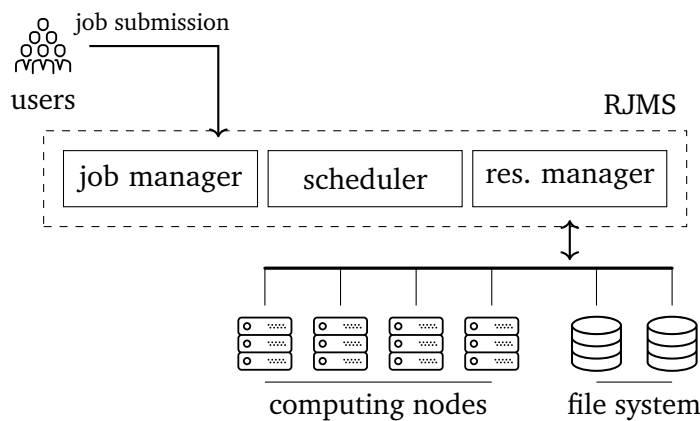 job submission
users
RJMS
job manager
scheduler
res. manager
computing nodes
file system